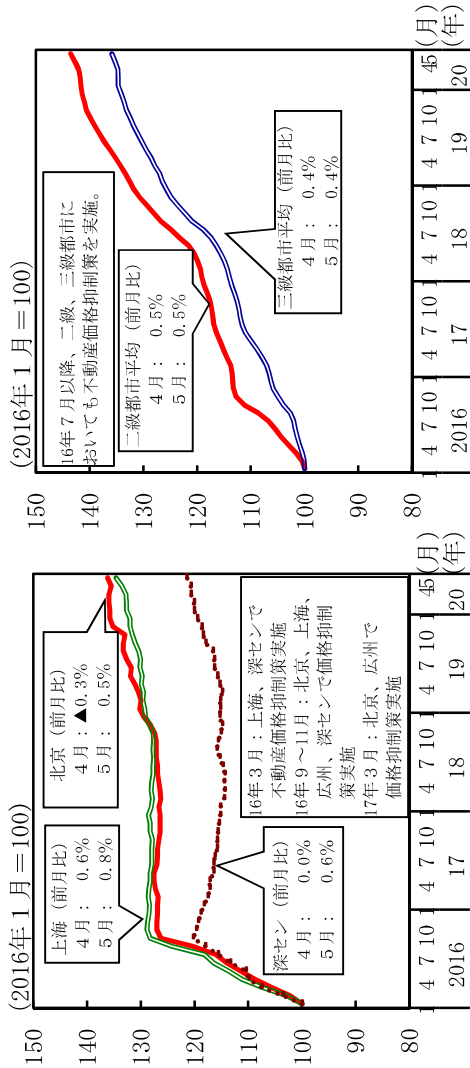 (2016年１月＝100)
150
140
130
120
110
100
90
80
上海（前月比）
４月：　0.6%
５月：　0.8%
北京（前月比）
４月：▲0.3%
５月：　0.5%
深セン（前月比）
４月：　0.0%
５月：　0.6%
16年３月：上海、深センで
不動産価格抑制策実施
16年９～11月：北京、上海、
広州、深センで価格抑制
策実施
17年３月：北京、広州で
価格抑制策実施
1 4 7 10 1 4 7 10 1 4 7 10 1 4 7 10 1 45 (月)
2016 17 18 19 20 (年)
(2016年１月＝100)
150
140
130
120
110
100
90
80
16年７月以降、二級、三級都市に
おいても不動産価格抑制策を実施。
二級都市平均（前月比）
４月：　0.5%
５月：　0.5%
三級都市平均（前月比）
４月：　0.4%
５月：　0.4%
1 4 7 10 1 4 7 10 1 4 7 10 1 4 7 10 1 45 (月)
2016 17 18 19 20 (年)